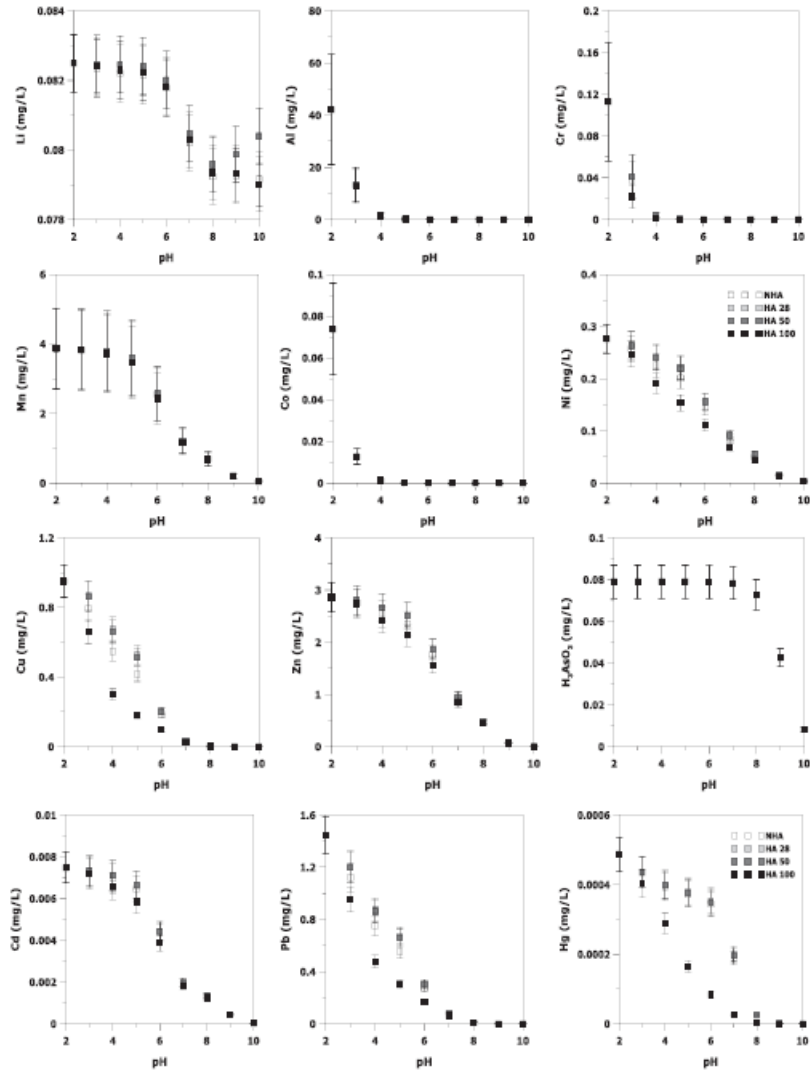 0.084
0.082
0.08
0.078
Li (mg/L)
2 4 6 8 10
pH
80
60
40
20
0
Al (mg/L)
2 4 6 8 10
pH
0.2
0.16
0.12
0.08
0.04
0
Cr (mg/L)
2 4 6 8 10
pH
6
4
2
0
Mn (mg/L)
2 4 6 8 10
pH
0.1
0.08
0.06
0.04
0.02
0
Co (mg/L)
2 4 6 8 10
pH
0.4
0.3
0.2
0.1
0
Ni (mg/L)
NHA
HA 28
HA 50
HA 100
2 4 6 8 10
pH
1.2
0.8
0.4
0
Cu (mg/L)
2 4 6 8 10
pH
4
3
2
1
0
Zn (mg/L)
2 4 6 8 10
pH
0.1
0.08
0.06
0.04
0.02
0
H₃AsO₃ (mg/L)
2 4 6 8 10
pH
0.01
0.008
0.006
0.004
0.002
0
Cd (mg/L)
2 4 6 8 10
pH
1.6
1.2
0.8
0.4
0
Pb (mg/L)
2 4 6 8 10
pH
0.0006
0.0004
0.0002
0
Hg (mg/L)
NHA
HA 28
HA 50
HA 100
2 4 6 8 10
pH